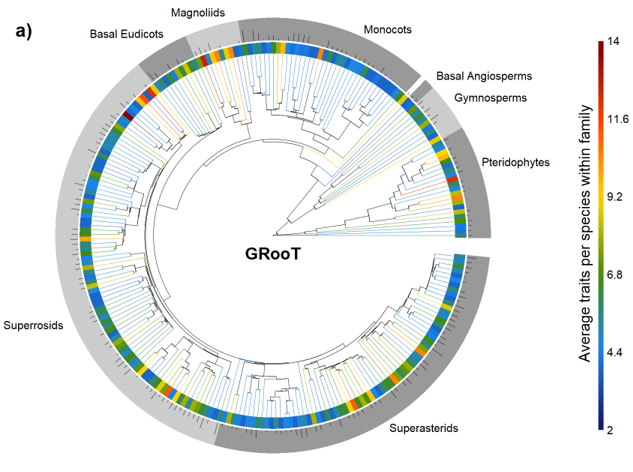 a)
Magnoliids
Monocots
Basal Eudicots
Basal Angiosperms
Gymnosperms
Pteridophytes
GRooT
Superrosids
Superasterids
14
11.6
9.2
6.8
4.4
2
Average traits per species within family